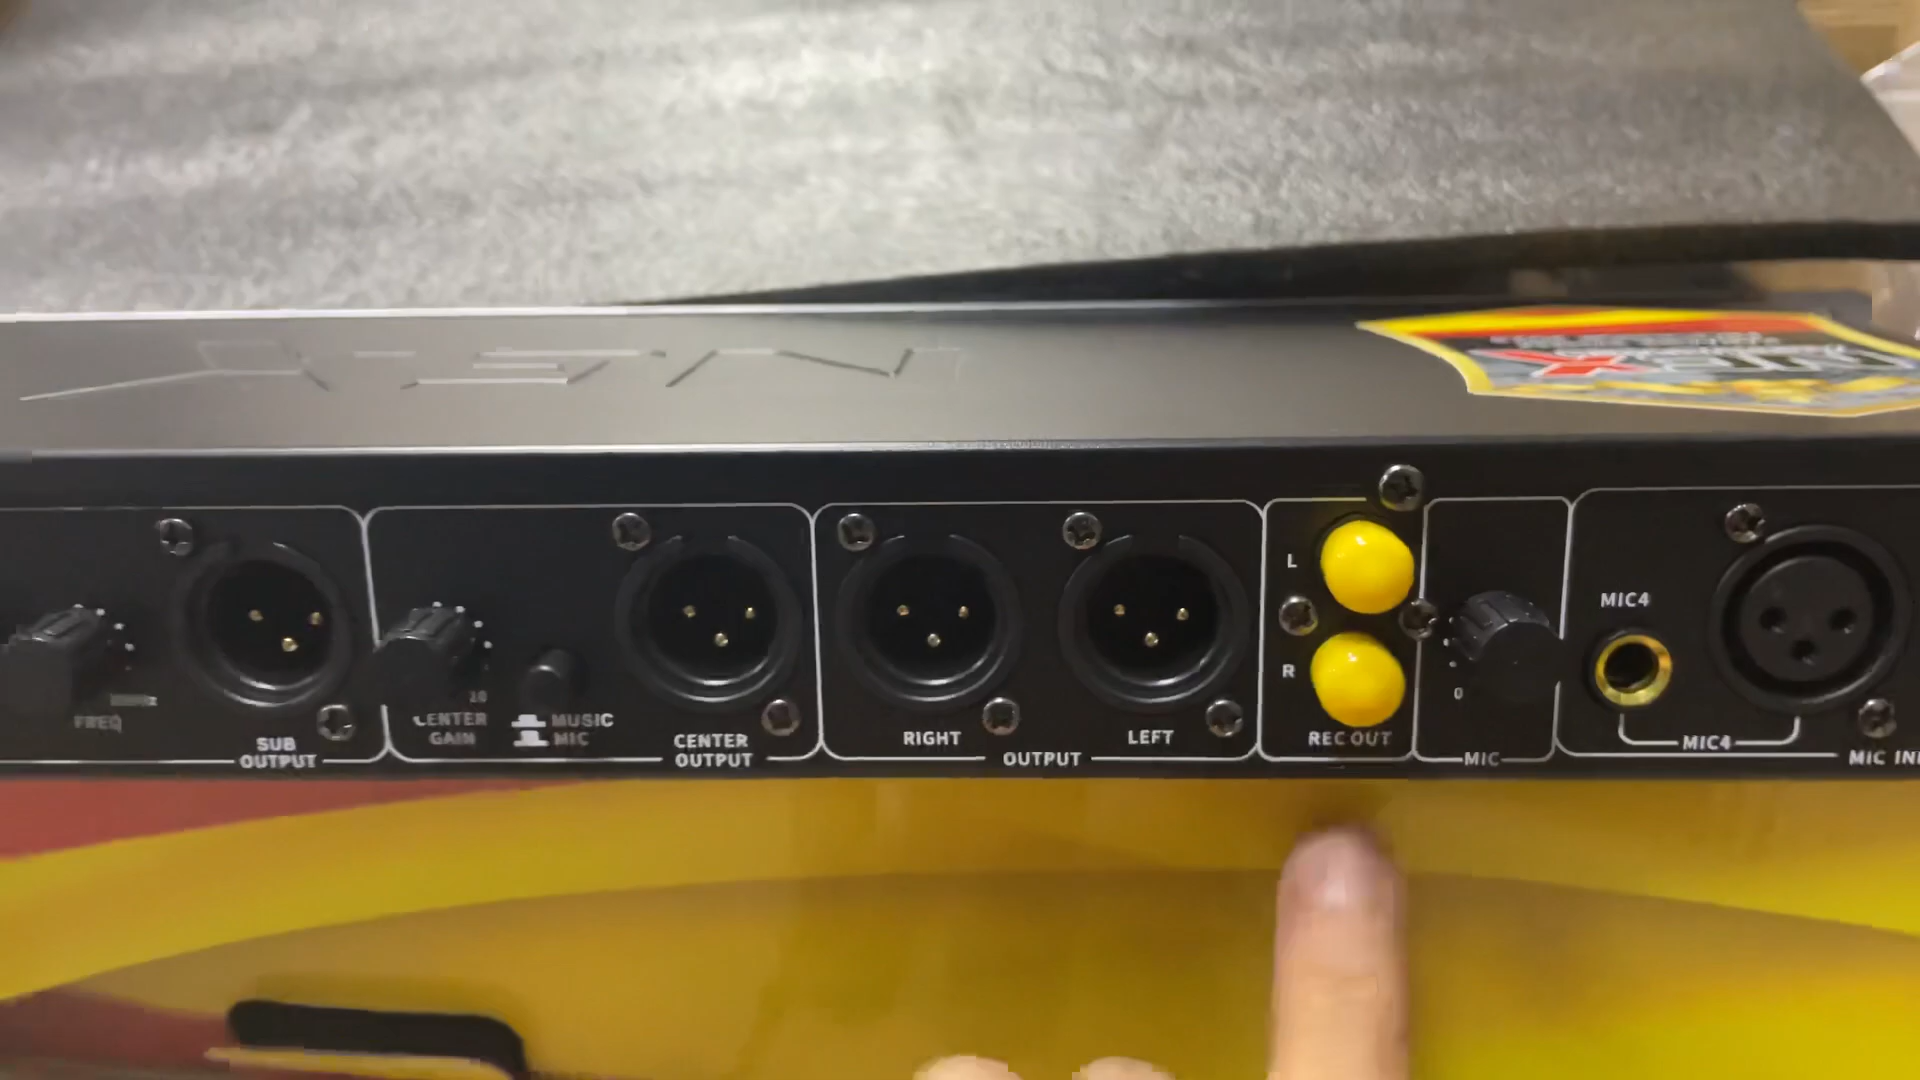 L
R
MIC4
0
10
FREQ
CENTER
GAIN
MUSIC
MIC
SUB
OUTPUT
CENTER
OUTPUT
RIGHT
LEFT
OUTPUT
REC OUT
MIC
MIC4
MIC IN